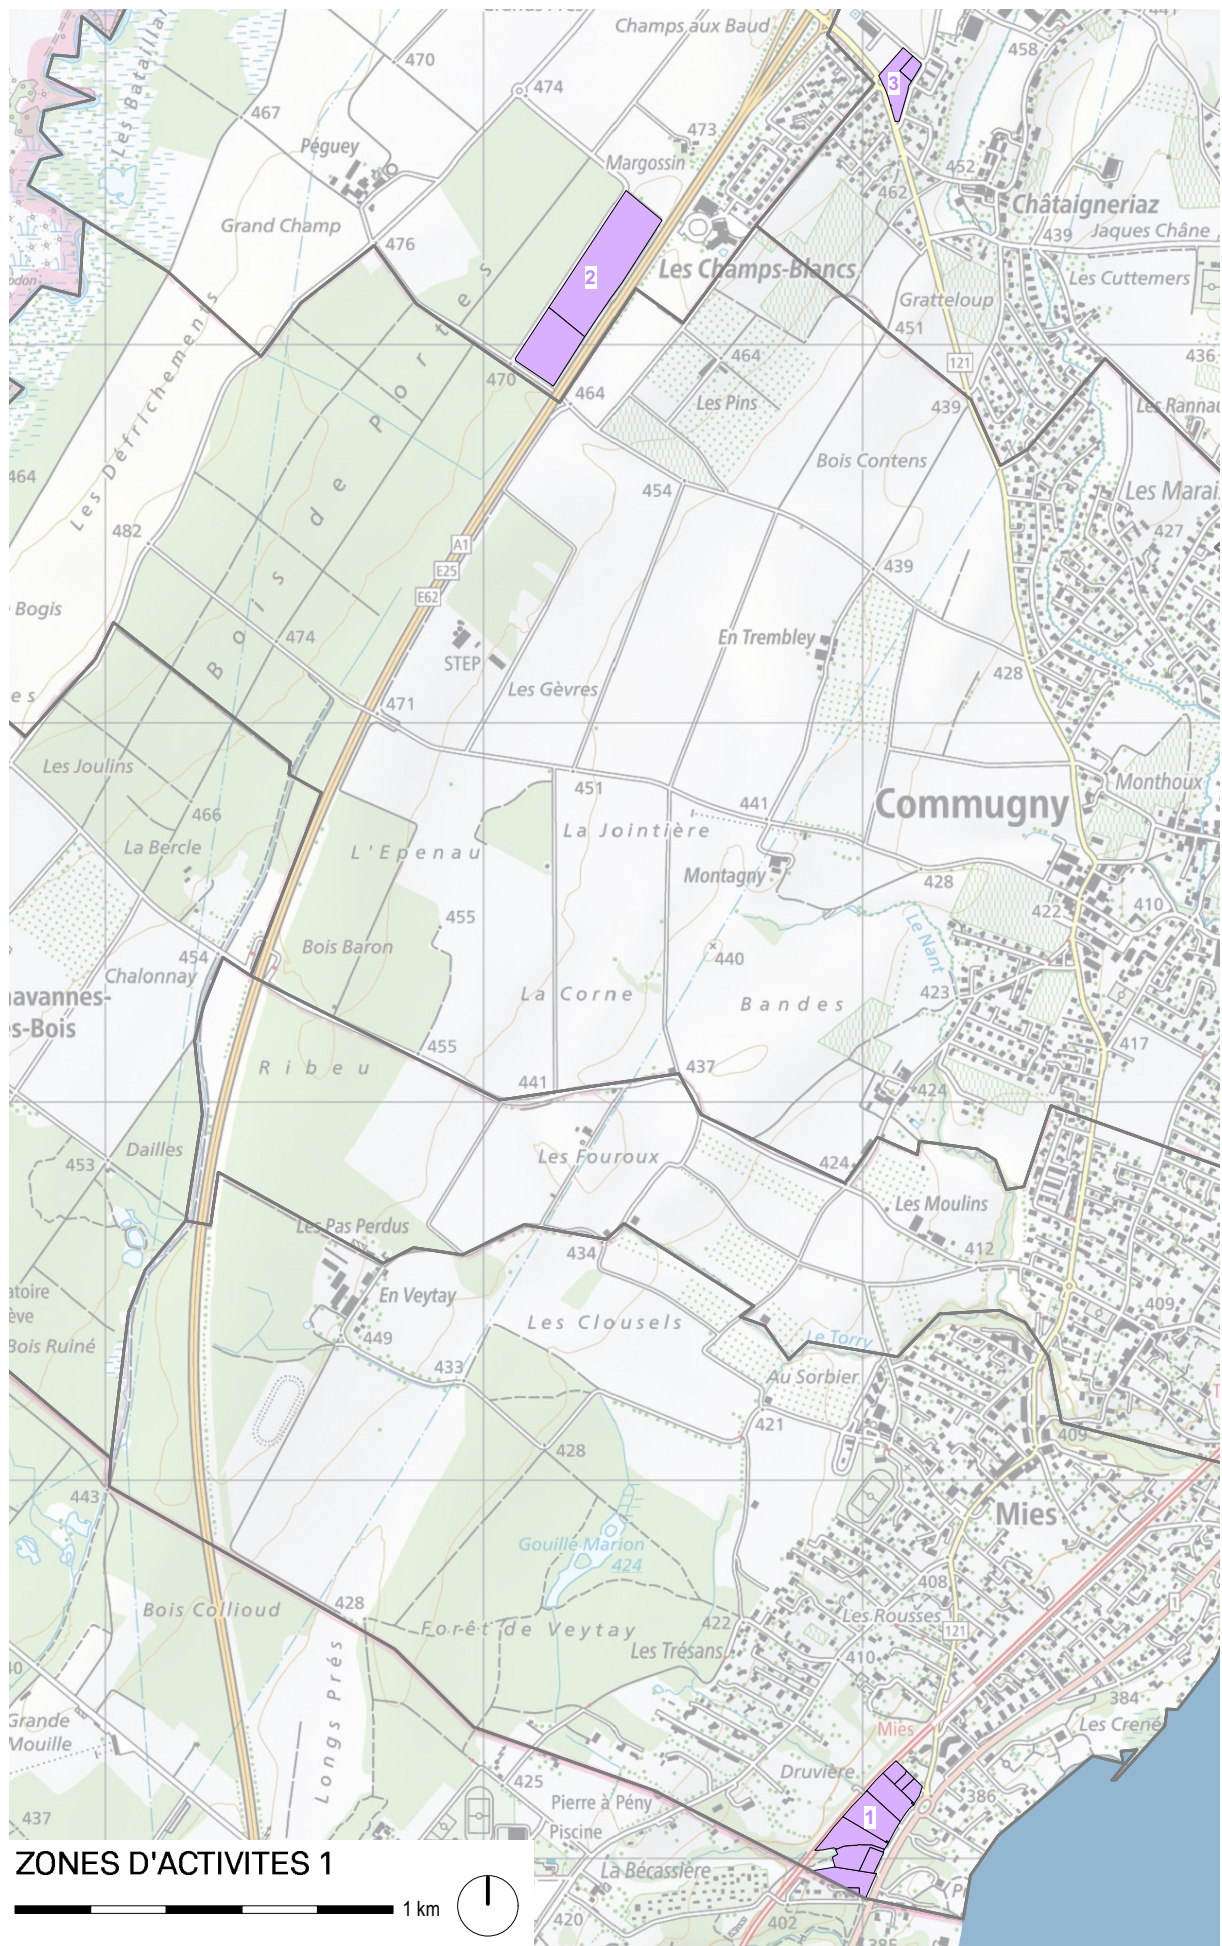 Champs aux Baud
458
470
474
467
Les
3
473
Péguey
Margossin
452
462
Châtaigneriaz
Grand Champ
476
439
Jaques Chêne
Les Champs-Blancs
2
Les Cuttemers
Gratteloup
451
464
436
121
470
464
Les Pins
439
Les Défrichements
Bois de Portes
Bois Contens
464
454
Les Marai
482
427
A1
E25
439
E62
Bogis
474
En Trembley
STEP
428
Les Gèvres
471
Les Joulins
451
Monthoux
441
Commugny
466
La Jointière
La Bercle
L'Epenau
Montagny
428
422
410
455
Le Nant
Bois Baron
454
440
Chalonnay
La Corne
423
Bandes
avannes-
s-Bois
455
417
437
Ribeu
441
424
Dailles
Les Fouroux
453
424
Les Moulins
Les Pas Perdus
434
412
En Veytay
409
Les Clousels
449
Le Torry
Bois Ruiné
433
Au Sorbier
421
409
428
443
Mies
Gouille Marion
424
408
Bois Collioud
428
1
Les Rousses
Forêt de Veytay
422
121
Les Trésans
410
Longs Prés
384
Grande
Mouille
Mies
Les Crene
Druvière
425
386
Pierre à Pény
1
437
Piscine
La Bécassière
ZONES D'ACTIVITES 1
1 km
420
402
385